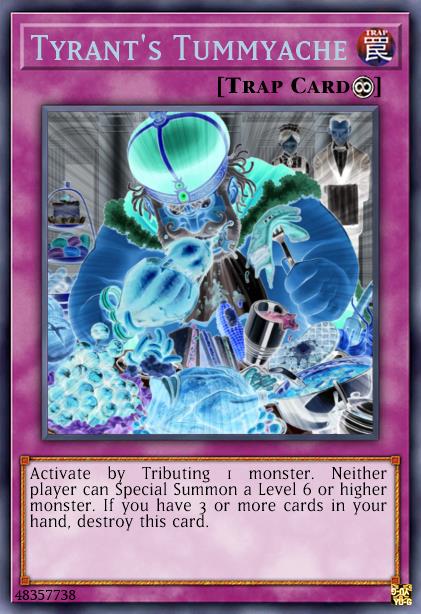 Tyrant's Tummyache
TRAP
罠
[Trap Card]
Activate by Tributing 1 monster. Neither
player can Special Summon a Level 6 or higher
monster. If you have 3 or more cards in your
hand, destroy this card.
48357738